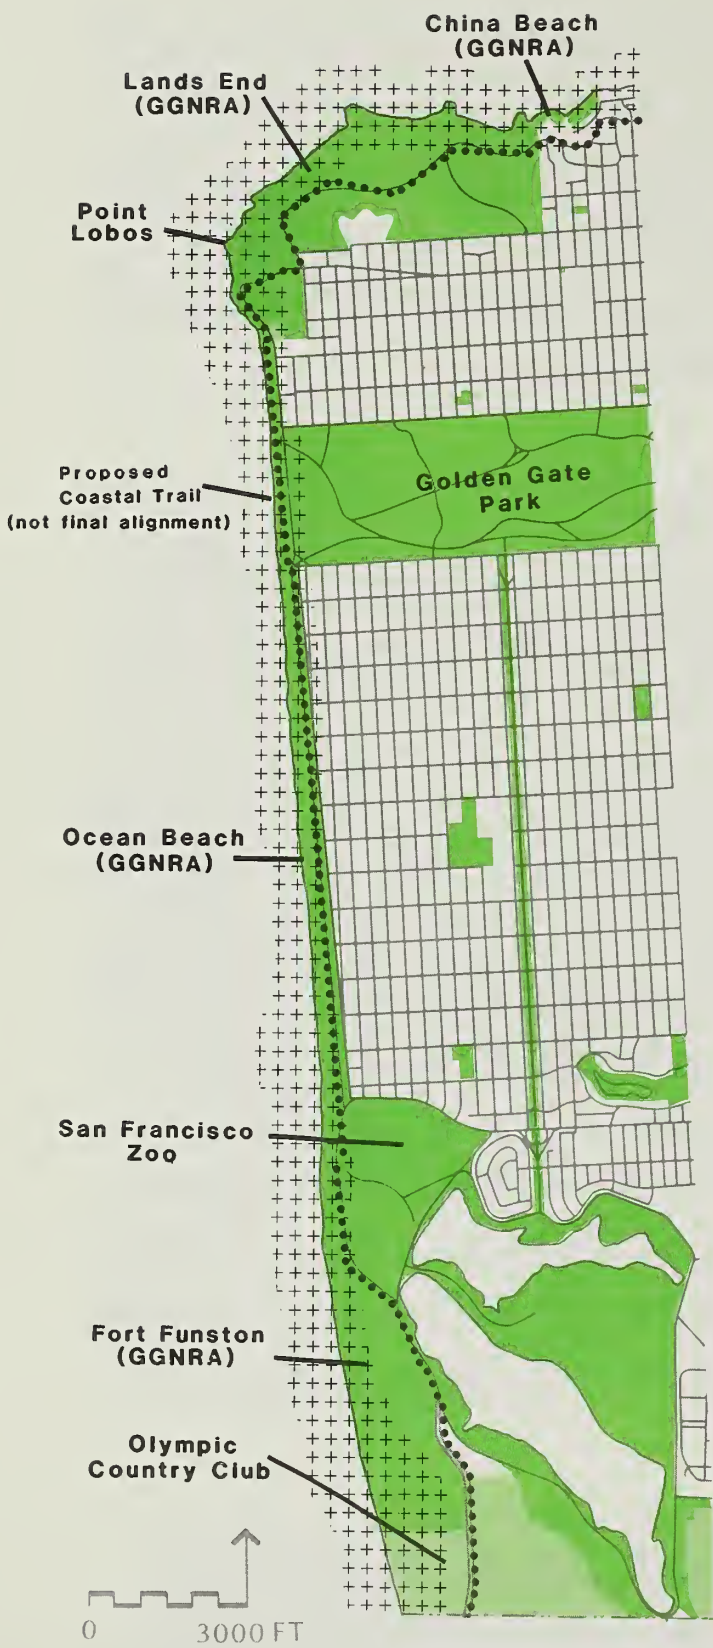 China Beach
(GGNRA)
Lands End
(GGNRA)
Point
Lobos
Proposed
Coastal Trail
(not final alignment)
Golden Gate
Park
Ocean Beach
(GGNRA)
San Francisco
Zoo
Fort Funston
(GGNRA)
Olympic
Country Club
0 3000 FT